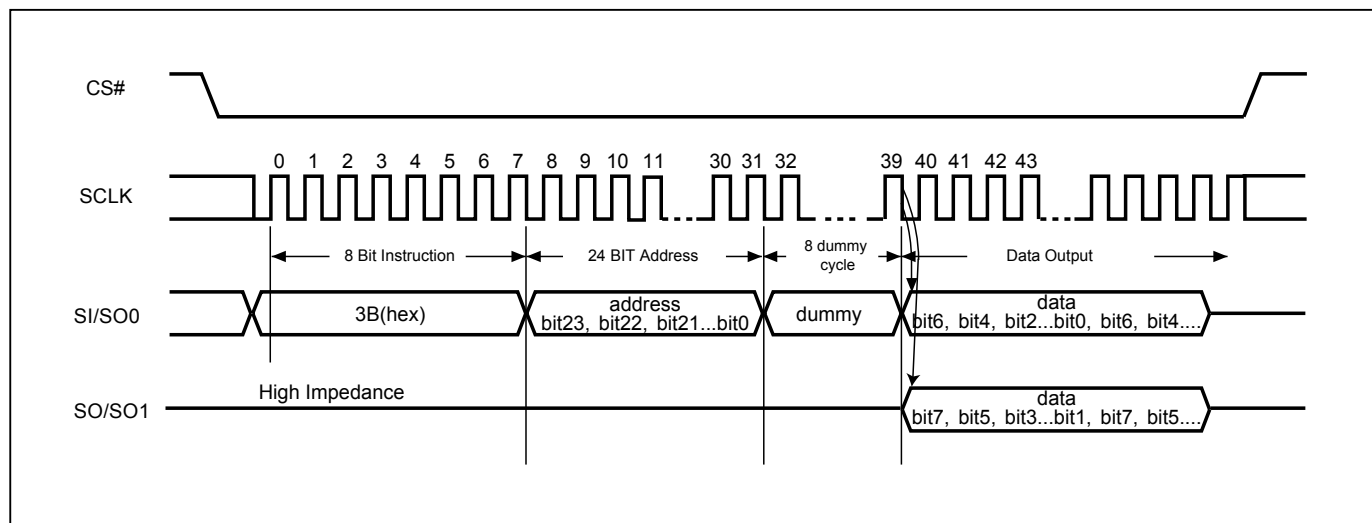 CS#
0 1 2 3 4 5 6 7 8 9 10 11 30 31 32 39 40 41 42 43
SCLK
8 Bit Instruction
24 BIT Address
8 dummy
cycle
Data Output
SI/SO0
3B(hex)
address
bit23, bit22, bit21...bit0
dummy
data
bit6, bit4, bit2...bit0, bit6, bit4....
High Impedance
SO/SO1
data
bit7, bit5, bit3...bit1, bit7, bit5....